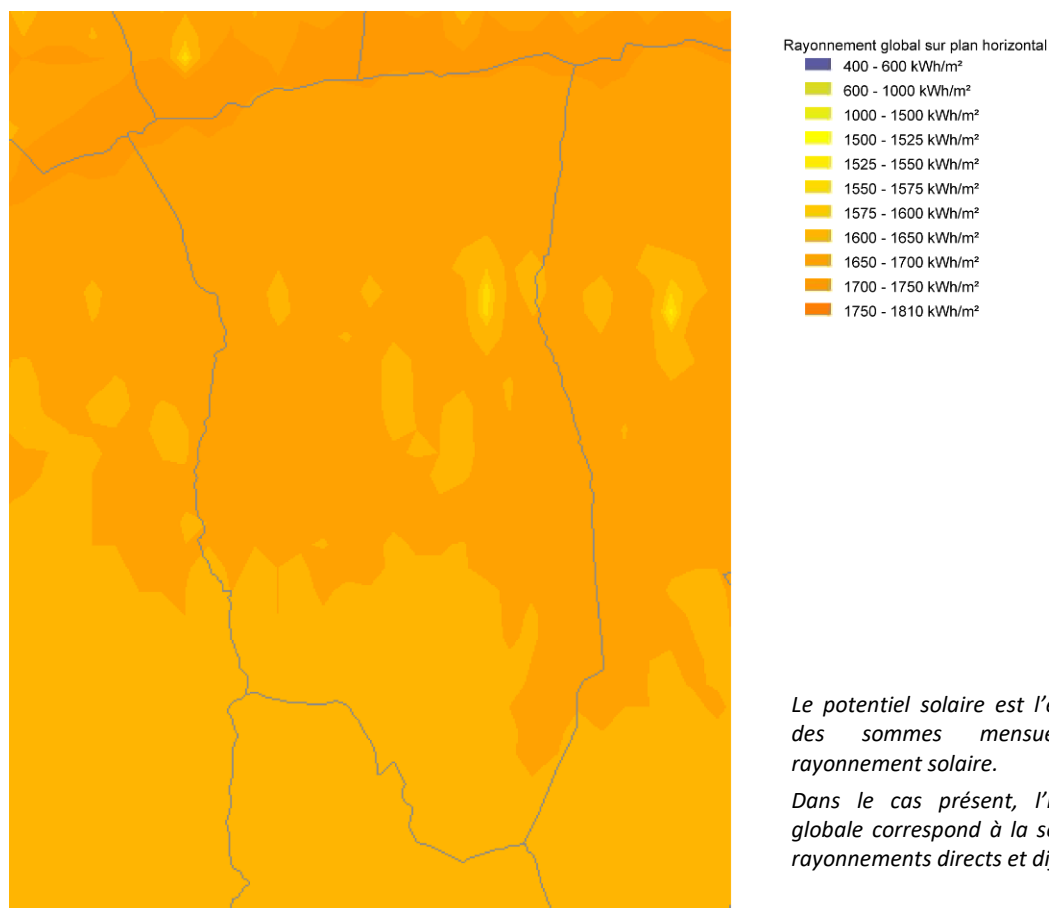 Rayonnement global sur plan horizontal
400 - 600 kWh/m²
600 - 1000 kWh/m²
1000 - 1500 kWh/m²
1500 - 1525 kWh/m²
1525 - 1550 kWh/m²
1550 - 1575 kWh/m²
1575 - 1600 kWh/m²
1600 - 1650 kWh/m²
1650 - 1700 kWh/m²
1700 - 1750 kWh/m²
1750 - 1810 kWh/m²
Le potentiel solaire est
des sommes
rayonnement solaire.
Dans le cas présent,
globale correspond à la
rayonnements directs et